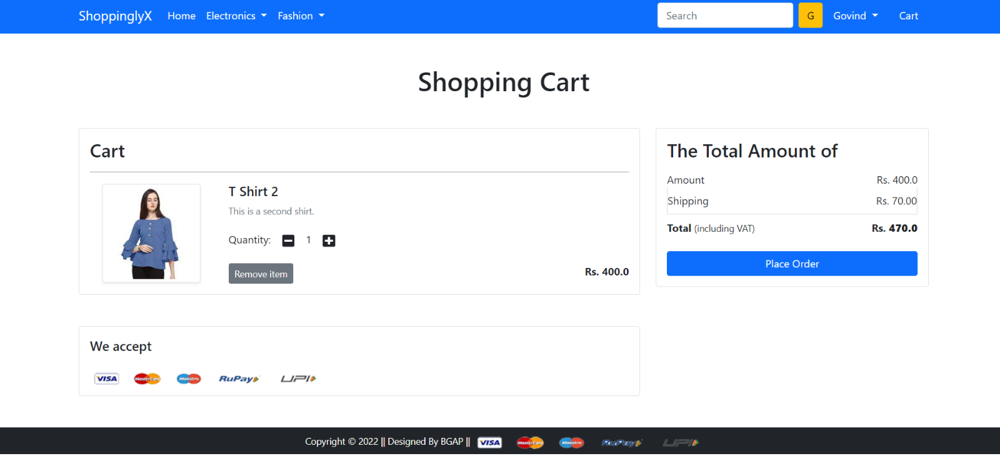 ShoppinglyX Home Electronics Fashion Search G Govind Cart
Shopping Cart
Cart
T Shirt 2
This is a second shirt.
Quantity: 1
Remove item
Rs. 400.0
The Total Amount of
Amount Rs. 400.0
Shipping Rs. 70.00
Total (including VAT) Rs. 470.0
Place Order
We accept
VISA MasterCard Maestro RuPay UPI
Copyright © 2022 || Designed By BGAP || VISA MasterCard Maestro RuPay UPI